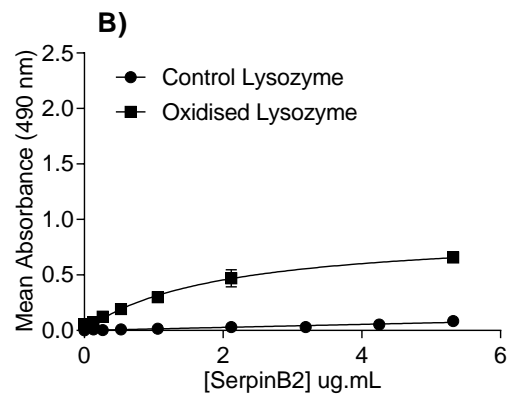 B)
2.5
2.0
1.5
1.0
0.5
0.0
Mean Absorbance (490 nm)
Control Lysozyme
Oxidised Lysozyme
0
2
4
6
[SerpinB2] ug.mL